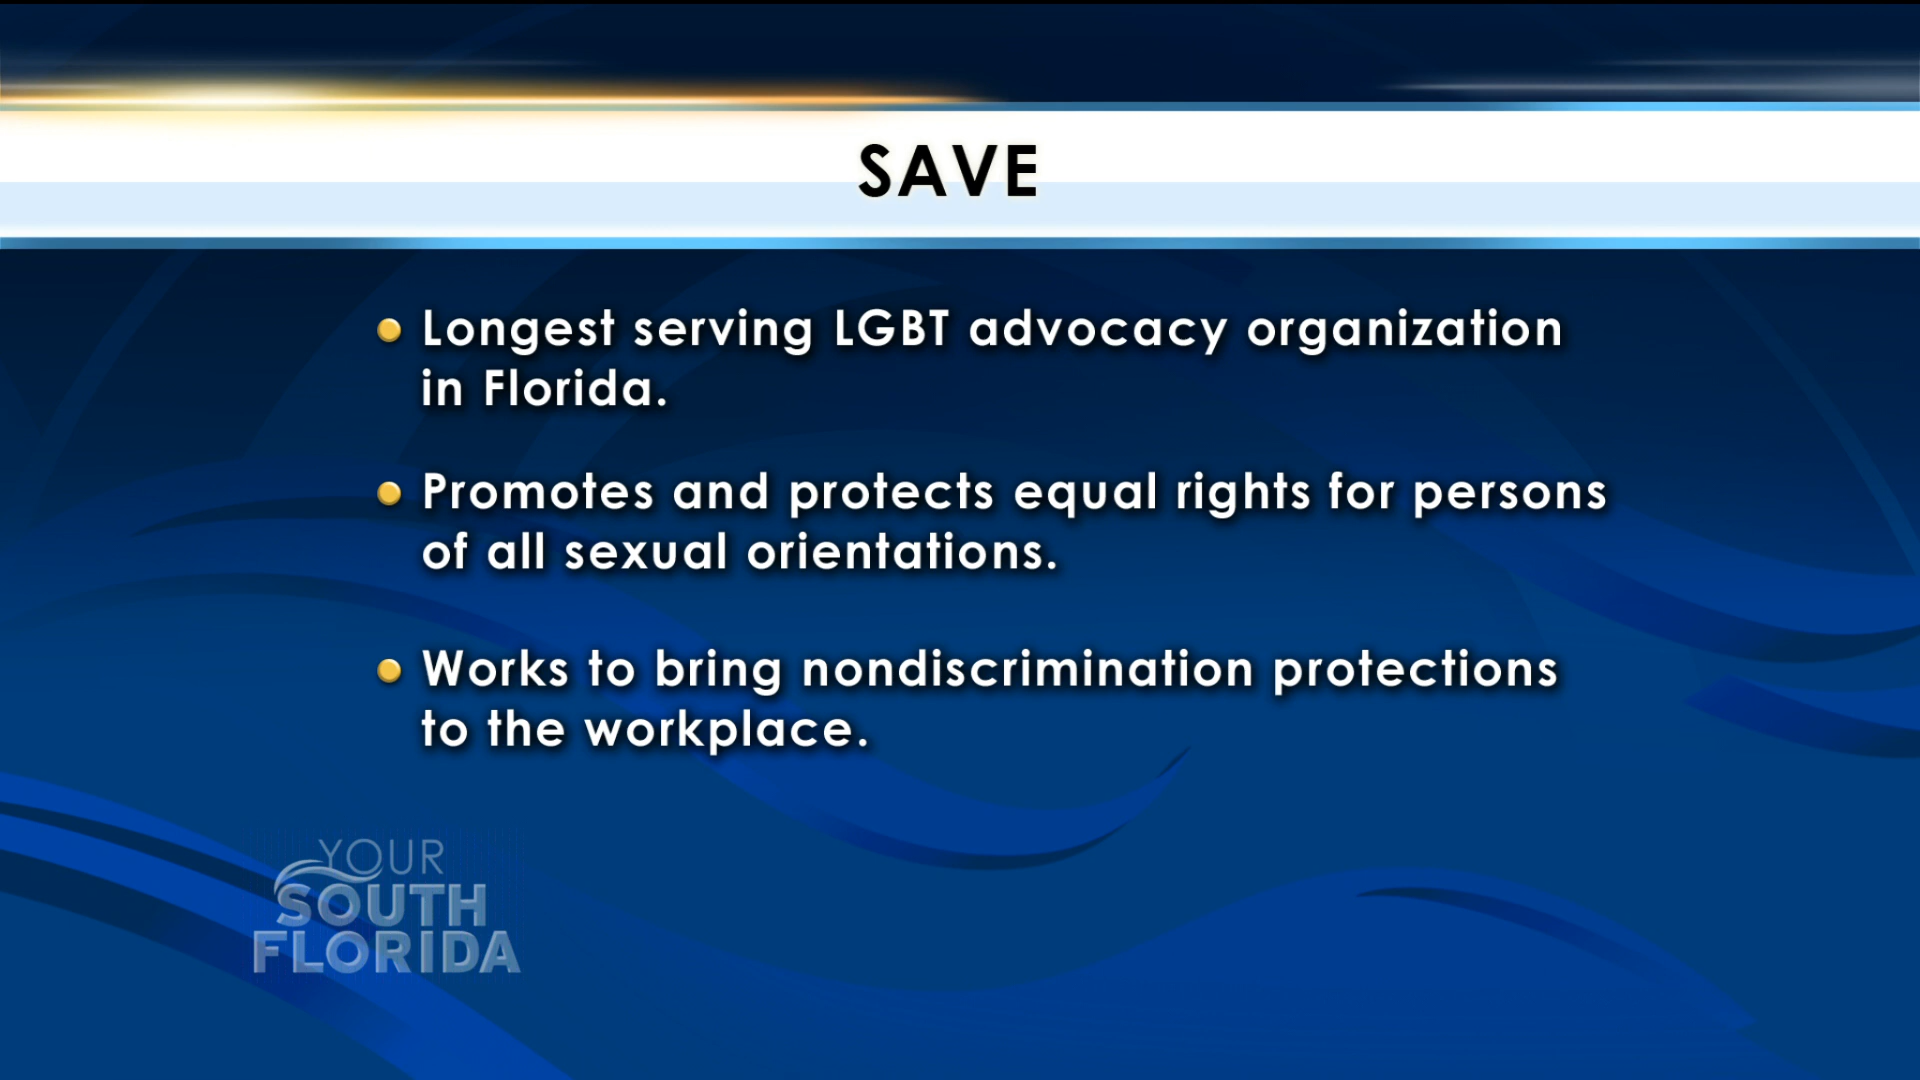 SAVE
Longest serving LGBT advocacy organization
in Florida.
Promotes and protects equal rights for persons
of all sexual orientations.
Works to bring nondiscrimination protections
to the workplace.
YOUR
SOUTH
FLORIDA